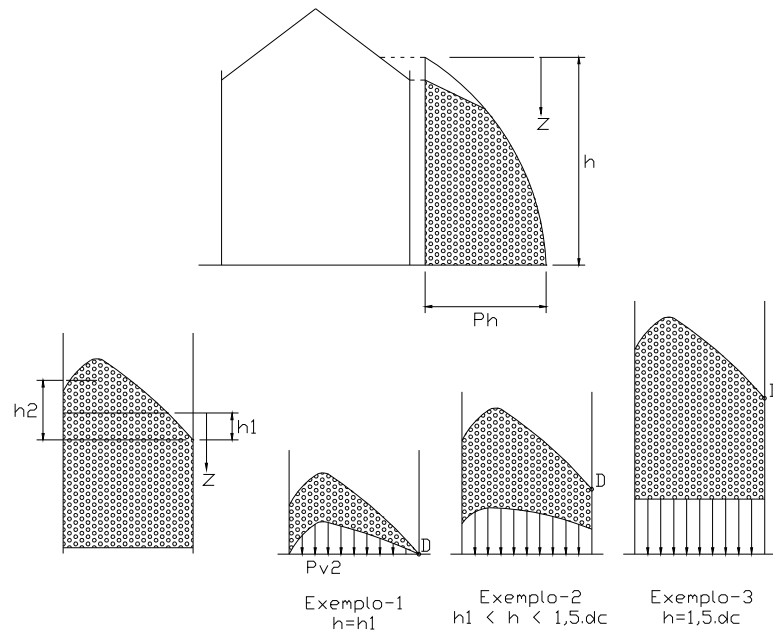 Z
h
Ph
h2
h1
Z
D
D
D
Pv2
Exemplo-1
h=h1
Exemplo-2
h1 < h < 1,5.dc
Exemplo-3
h=1,5.dc